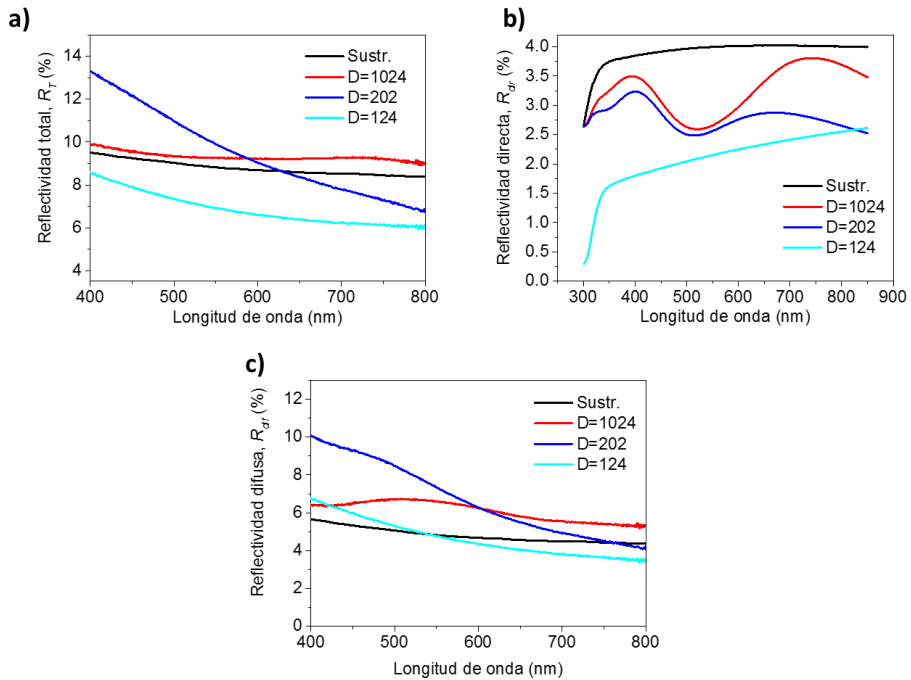 a)
Reflectividad total, R_T (%)
14
12
10
8
6
4
400 500 600 700 800
Longitud de onda (nm)
Sustr.
D=1024
D=202
D=124
b)
Reflectividad directa, R_dr (%)
4.0
3.5
3.0
2.5
2.0
1.5
1.0
0.5
0.0
300 400 500 600 700 800 900
Longitud de onda (nm)
Sustr.
D=1024
D=202
D=124
c)
Reflectividad difusa, R_df (%)
12
10
8
6
4
2
0
400 500 600 700 800
Longitud de onda (nm)
Sustr.
D=1024
D=202
D=124